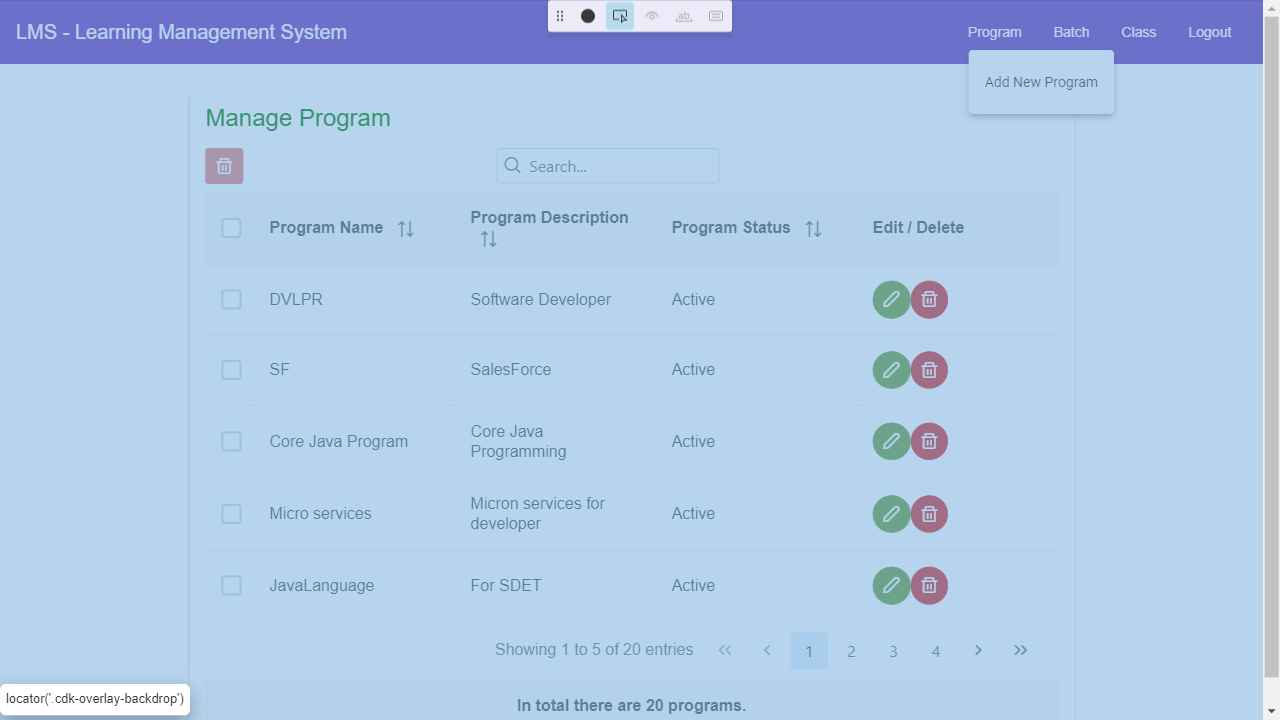 LMS - Learning Management System
ab
Program Batch Class Logout
Add New Program
Manage Program
Search...
Program Name Program Description Program Status Edit / Delete
DVLPR Software Developer Active
SF SalesForce Active
Core Java Program Core Java Programming Active
Micro services Micron services for developer Active
JavaLanguage For SDET Active
Showing 1 to 5 of 20 entries << < 1 2 3 4 > >>
locator('.cdk-overlay-backdrop')
In total there are 20 programs.